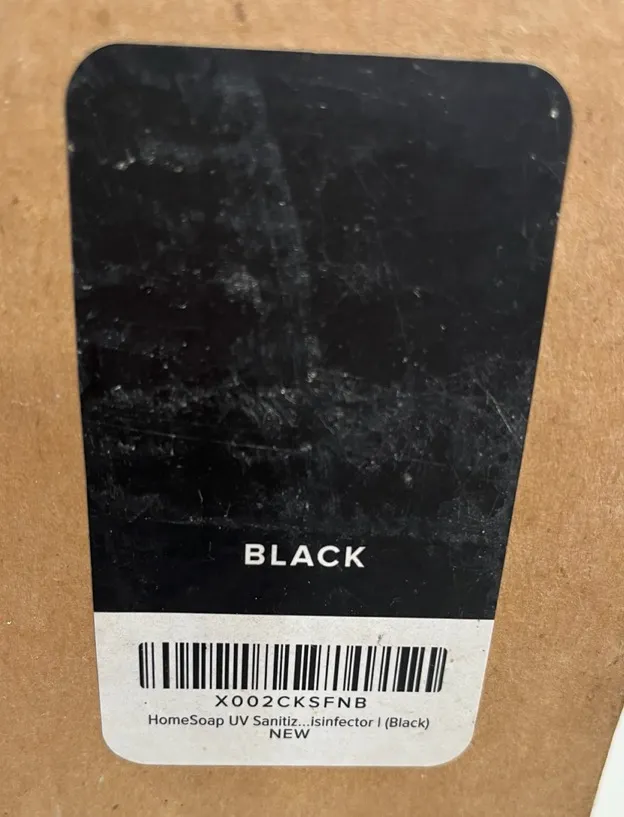 BLACK
X002CKSFNB
HomeSoap UV Sanitiz...isinfector | (Black)
NEW